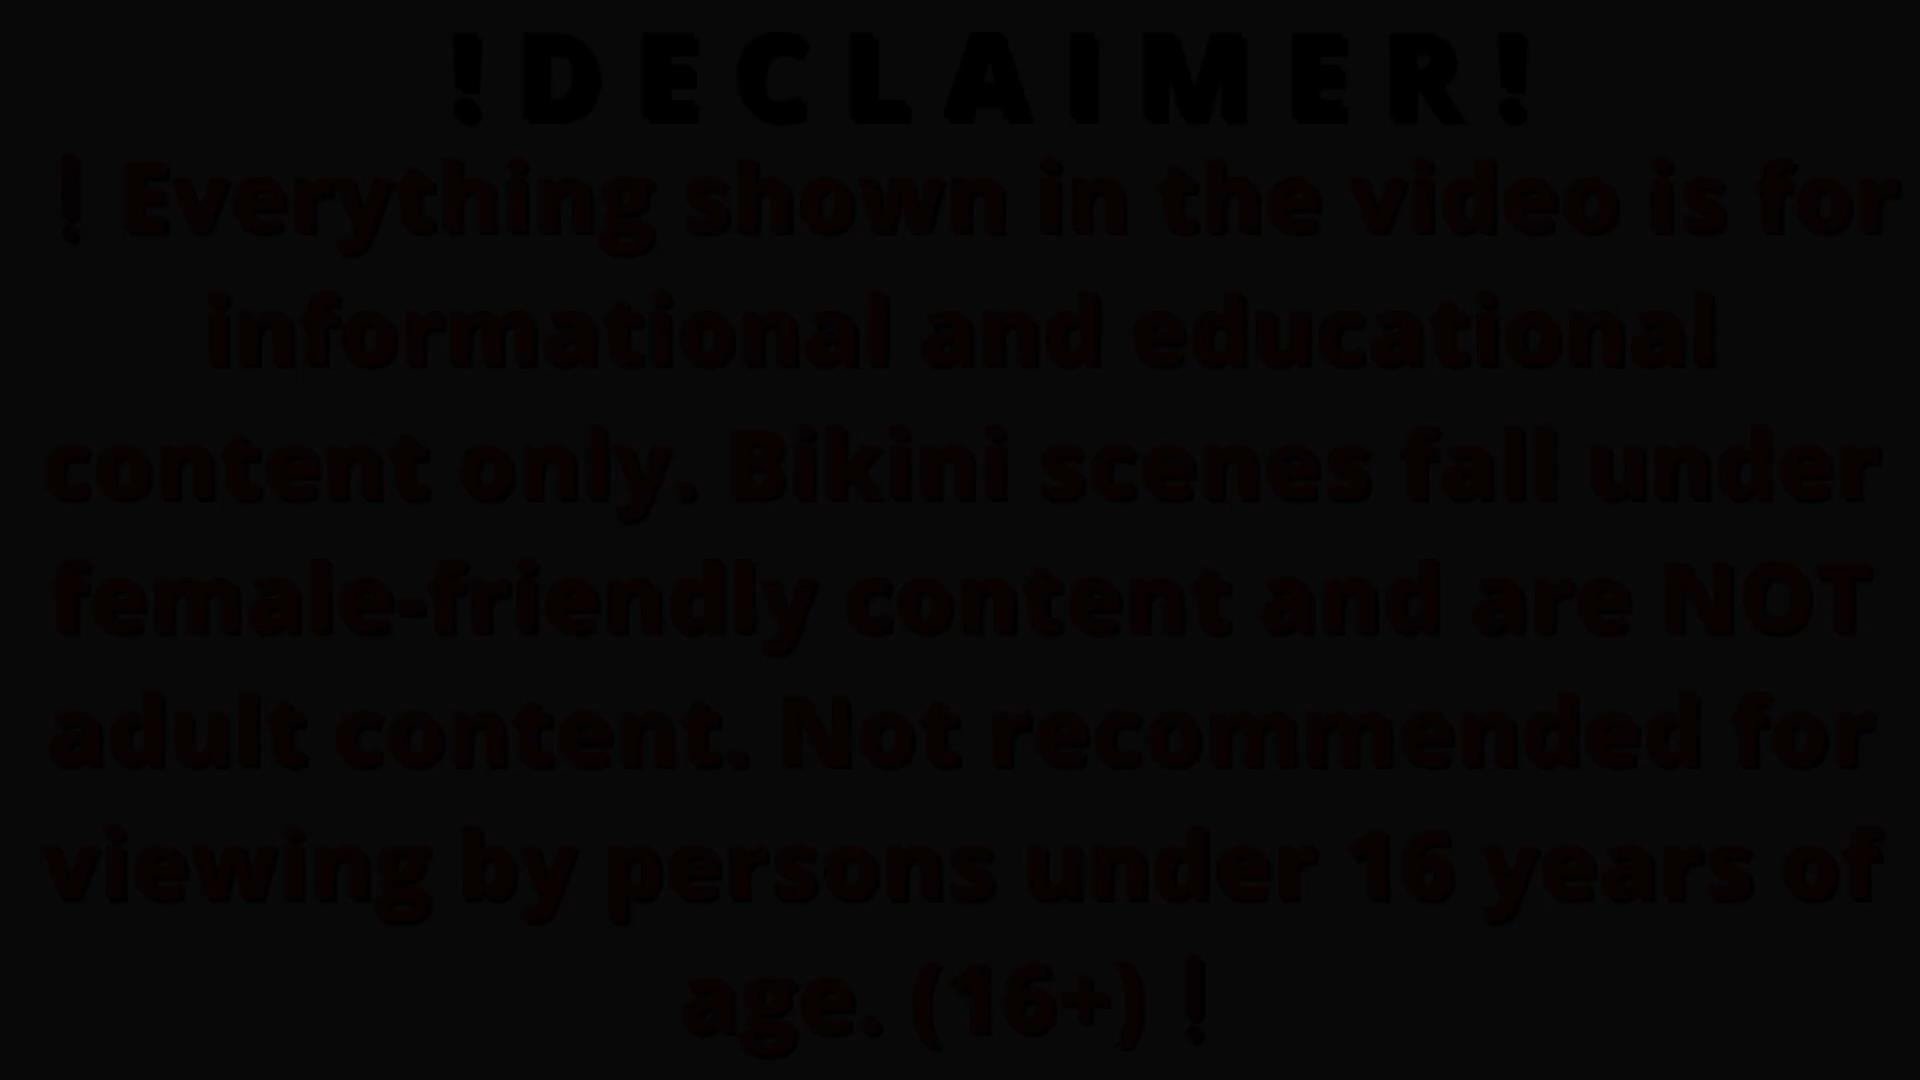 !DECLAIMER!
! Everything shown in the video is for
informational and educational
content only. Bikini scenes fall under
female-friendly content and are NOT
adult content. Not recommended for
viewing by persons under 16 years of
age. (16+) !